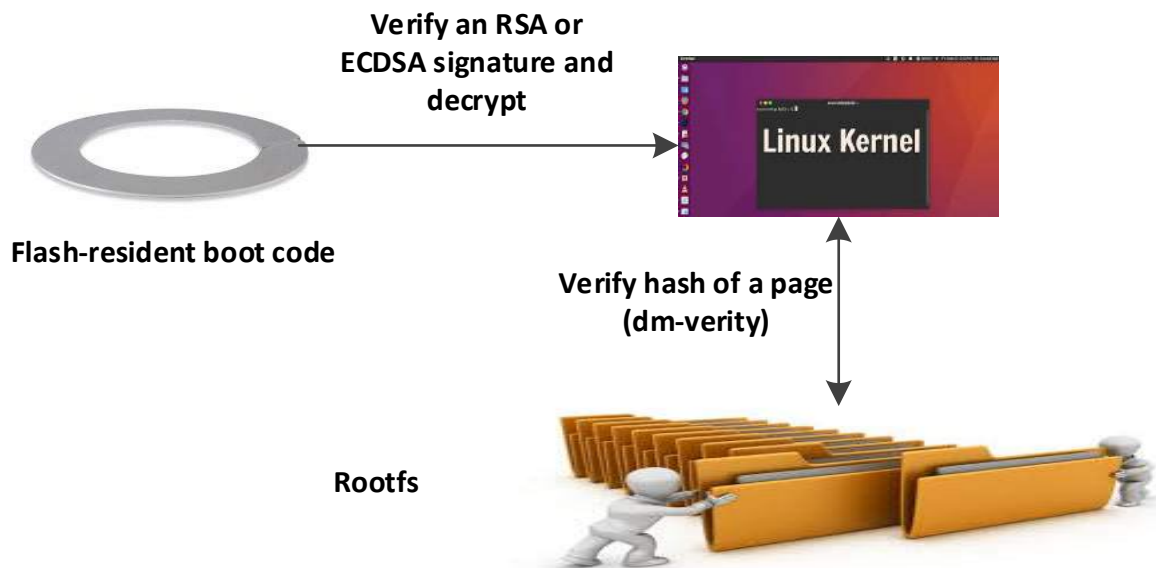 Verify an RSA or
ECDSA signature and
decrypt
Linux Kernel
Flash-resident boot code
Verify hash of a page
(dm-verity)
Rootfs